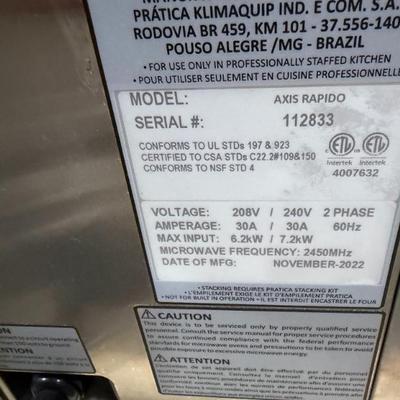 PRÁTICA KLIMAQUIP IND. E COM. S.A.
RODOVIA BR 459, KM 101 - 37.556-140
POUSO ALEGRE /MG - BRAZIL
• FOR USE ONLY IN PROFESSIONALLY STAFFED KITCHEN
• POUR UTILISER SEULEMENT EN CUISINE PROFESSIONNELLE
MODEL: AXIS RAPIDO
SERIAL #: 112833
CONFORMS TO UL STDs 197 & 923
CERTIFIED TO CSA STDs C22.2#109&150
CONFORMS TO NSF STD 4
ETL ETL
Intertek Intertek
4007632
VOLTAGE: 208V / 240V 2 PHASE
AMPERAGE: 30A / 30A 60Hz
MAX INPUT: 6.2kW / 7.2kW
MICROWAVE FREQUENCY: 2450MHz
DATE OF MFG: NOVEMBER-2022
• STACKING REQUIRES PRATICA STACKING KIT
• L'EMPILEMENT EXIGE LE KIT D'EMPILEMENT PRATICA
• NOT FOR BUILT IN USE / • IL EST INTERDIT ENCASTRER LE FOUR
CAUTION
This device is to be serviced only by properly qualified service
personnel. Consult the service manual for proper service procedures
to assure continued compliance with the federal performance
standards for microwave ovens and precautions to be taken to avoid
possible exposure to excessive microwave energy.
ATTENTION